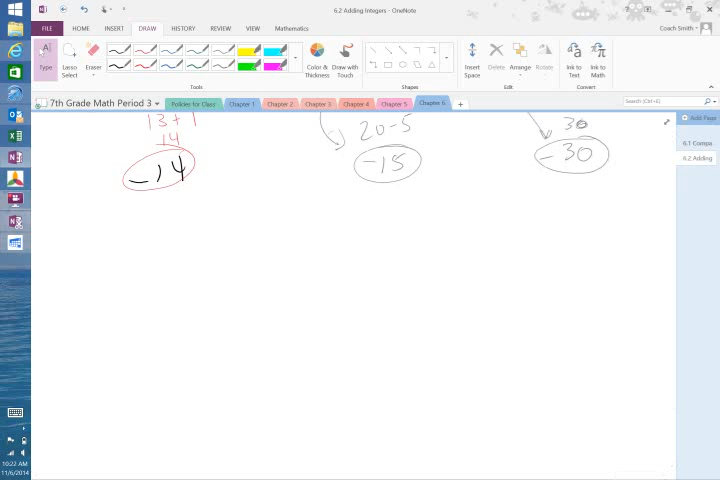 6.2 Adding Integers - OneNote
FILE HOME INSERT DRAW HISTORY REVIEW VIEW Mathematics Coach Smith
Type Lasso Select Eraser Color & Thickness Draw with Touch Insert Space Delete Arrange Rotate Ink to Text Ink to Math
Tools Shapes Edit Convert
7th Grade Math Period 3 Policies for Class Chapter 1 Chapter 2 Chapter 3 Chapter 4 Chapter 5 Chapter 6 + Search (Ctrl+E)
Add Page
6.1 Compa
6.2 Adding
13 + 1 20-5 30
14
-14 -15 -30
10:22 AM
11/6/2014